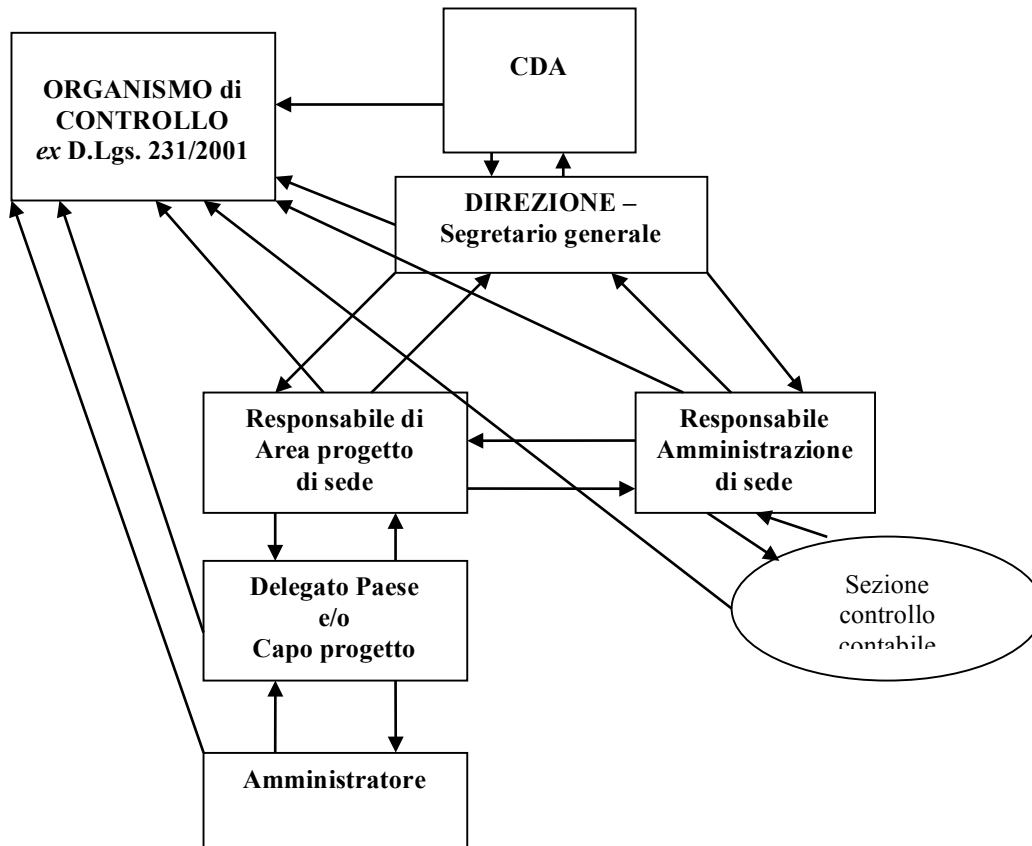 CDA
ORGANISMO di
CONTROLLO
ex D.Lgs. 231/2001
DIREZIONE –
Segretario generale
Responsabile di
Area progetto
di sede
Responsabile
Amministrazione
di sede
Delegato Paese
e/o
Capo progetto
Sezione
controllo
contabile
Amministratore